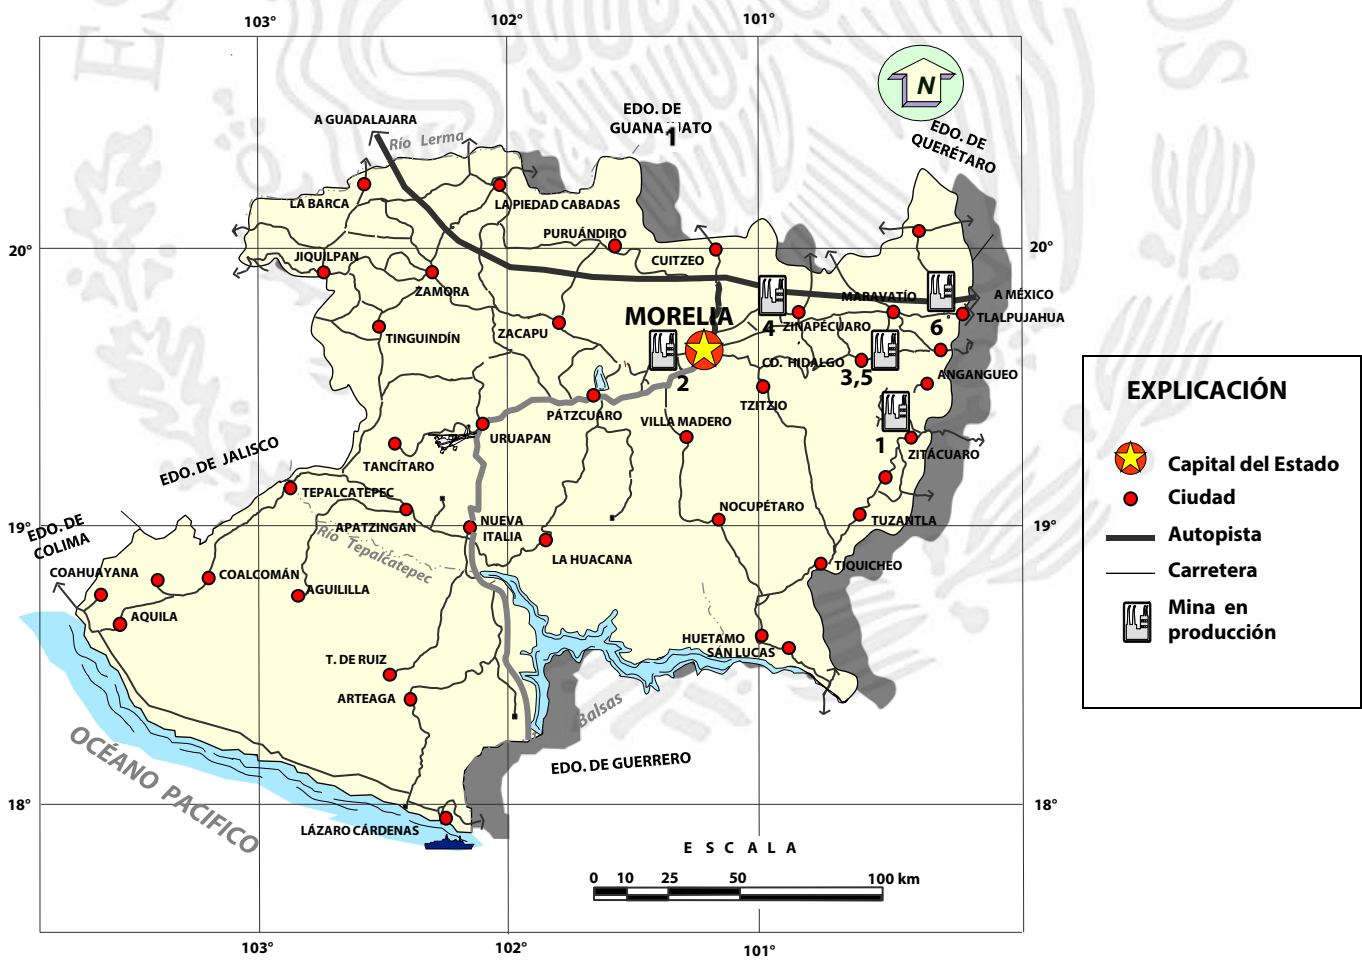 103°
102°
101°
EDO. DE
GUANAJUATO
1
A GUADALAJARA
Río Lerma
N
EDO. DE
QUERÉTARO
LA BARCA
LA PIEDAD CABADAS
PURUÁNDIRO
CUITZEO
20°
20°
JIQUILPAN
ZAMORA
MARAVATÍO
A MÉXICO
TLALPUJAHUA
MORELIA
4
ZINAPÉCUARO
6
TINGUINDÍN
ZACAPU
2
CD. HIDALGO
3,5
ANGANGUEO
TZITZIO
PÁTZCUARO
VILLA MADERO
URUAPAN
1
ZITÁCUARO
EDO. DE JALISCO
TANCÍTARO
TEPALCATEPEC
APATZINGAN
NUEVA
ITALIA
NOCUPÉTARO
TUZANTLA
19°
19°
EDO. DE
COLIMA
Río Tepalcatepec
LA HUACANA
TIQUICHEO
COAHUAYANA
COALCOMÁN
AGUILILLA
AQUILA
HUETAMO
SAN LUCAS
T. DE RUIZ
ARTEAGA
Balsas
OCÉANO PACIFICO
EDO. DE GUERRERO
18°
18°
LÁZARO CÁRDENAS
E S C A L A
0 10 25 50 100 km
103°
102°
101°
EXPLICACIÓN
Capital del Estado
Ciudad
Autopista
Carretera
Mina en
producción